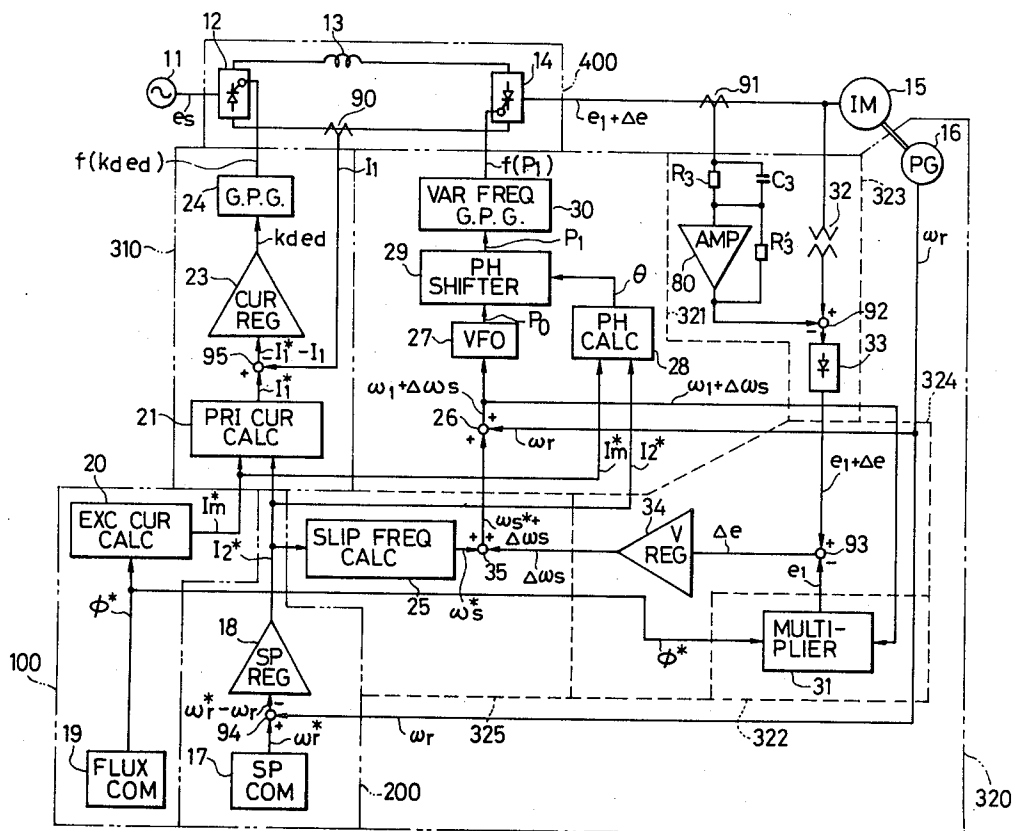 13
12
11
eS
90
I1
14
400
e1+Δe
91
IM
15
16
PG
f(kded)
24
G.P.G.
kded
310
23
CUR
REG
I1*-I1
95
+
I1*
21
PRI CUR
CALC
f(P1)
VAR FREQ
G.P.G.
30
P1
29
PH
SHIFTER
θ
P0
27
VFO
PH
CALC
28
R3
C3
AMP
80
R'3
321
32
323
ωr
+
-
92
33
324
ω1+Δωs
ω1+Δωs
26
+
+
ωr
Im*
I2*
e1+Δe
20
EXC CUR
CALC
Im*
I2*
SLIP FREQ
CALC
25
ωs*
ωs*+
Δωs
+
+
35
Δωs
34
V
REG
Δe
+
-
93
e1
φ*
φ*
MULTI-
PLIER
31
100
18
SP
REG
ωr*-ωr
-
94
+
ωr*
ωr
325
322
19
FLUX
COM
17
SP
COM
200
320